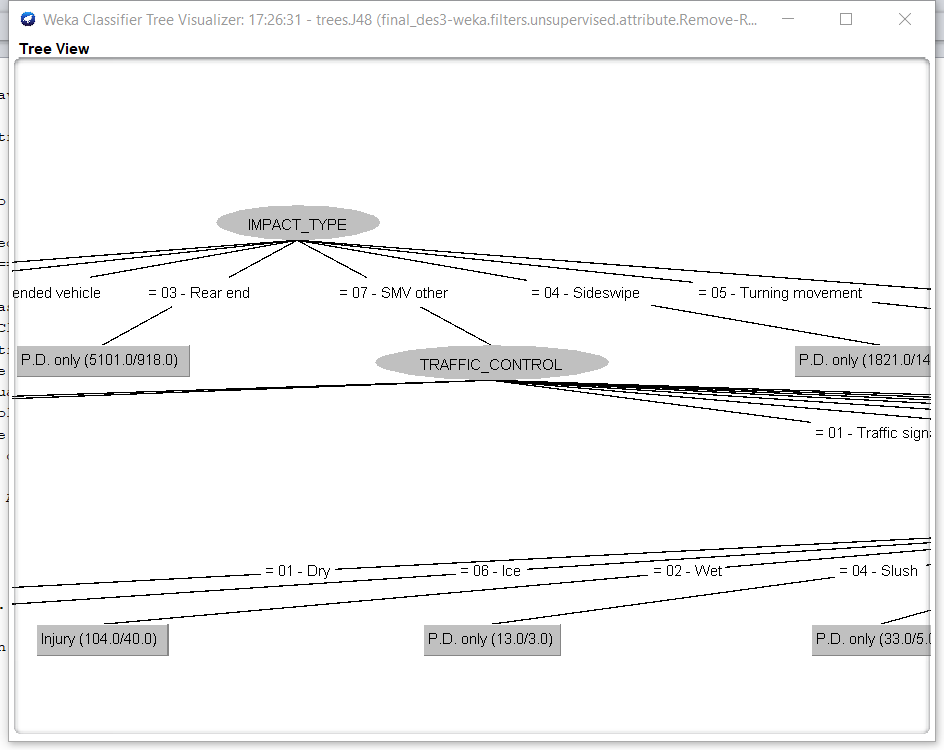 Weka Classifier Tree Visualizer: 17:26:31 - trees.J48 (final_des3-weka.filters.unsupervised.attribute.Remove-R...
Tree View
IMPACT_TYPE
ended vehicle
= 03 - Rear end
= 07 - SMV other
= 04 - Sideswipe
= 05 - Turning movement
P.D. only (5101.0/918.0)
TRAFFIC_CONTROL
P.D. only (1821.0/14
= 01 - Traffic sign
= 01 - Dry
= 06 - Ice
= 02 - Wet
= 04 - Slush
Injury (104.0/40.0)
P.D. only (13.0/3.0)
P.D. only (33.0/5.0